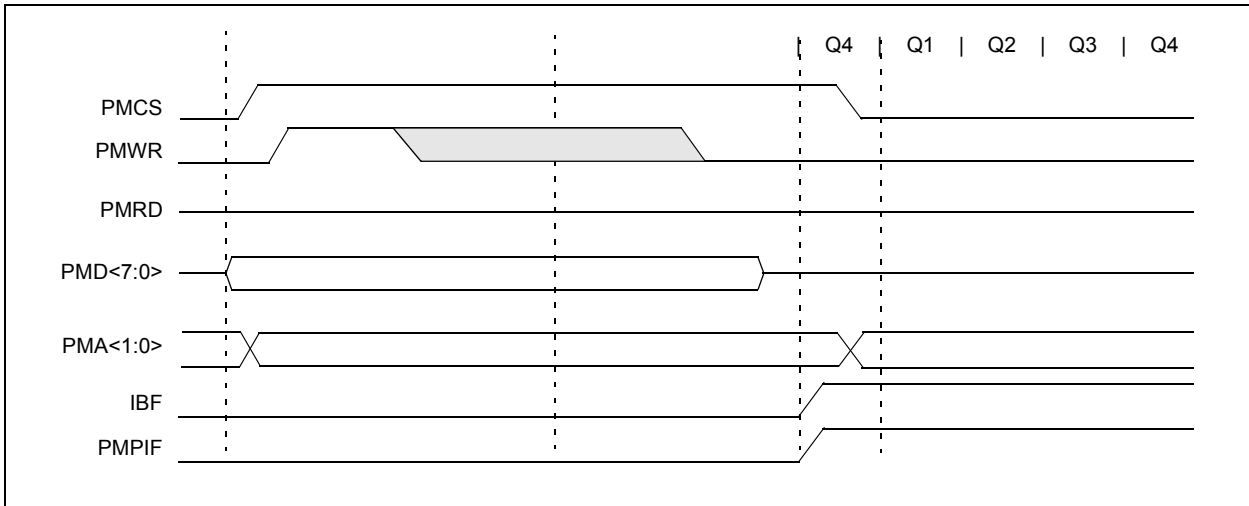 | Q4 | Q1 | Q2 | Q3 | Q4
PMCS
PMWR
PMRD
PMD<7:0>
PMA<1:0>
IBF
PMPIF